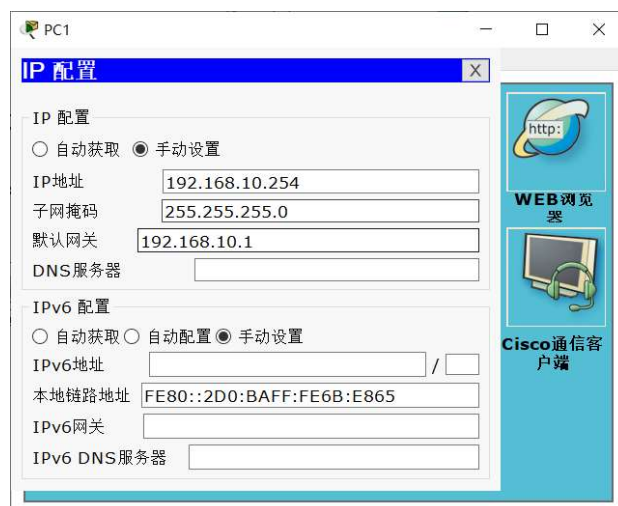 PC1
IP 配置
X
IP 配置
自动获取 手动设置
IP地址 192.168.10.254
子网掩码 255.255.255.0
默认网关 192.168.10.1
DNS服务器
IPv6 配置
自动获取 自动配置 手动设置
IPv6地址 /
本地链路地址 FE80::2D0:BAFF:FE6B:E865
IPv6网关
IPv6 DNS服务器
http:
WEB浏览
器
Cisco通信客
户端